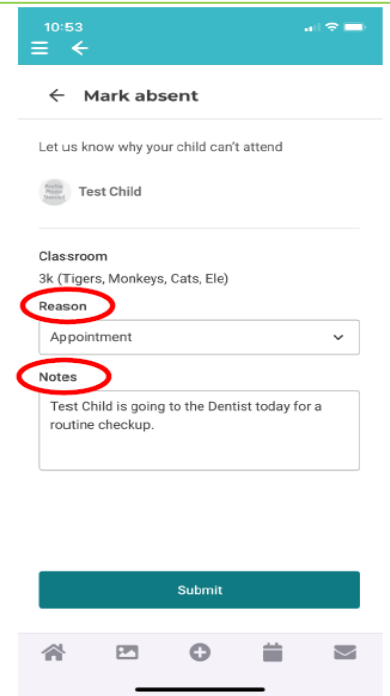 10:53
Mark absent
Let us know why your child can't attend
Test Child
Classroom
3k (Tigers, Monkeys, Cats, Ele)
Reason
Appointment
Notes
Test Child is going to the Dentist today for a
routine checkup.
Submit